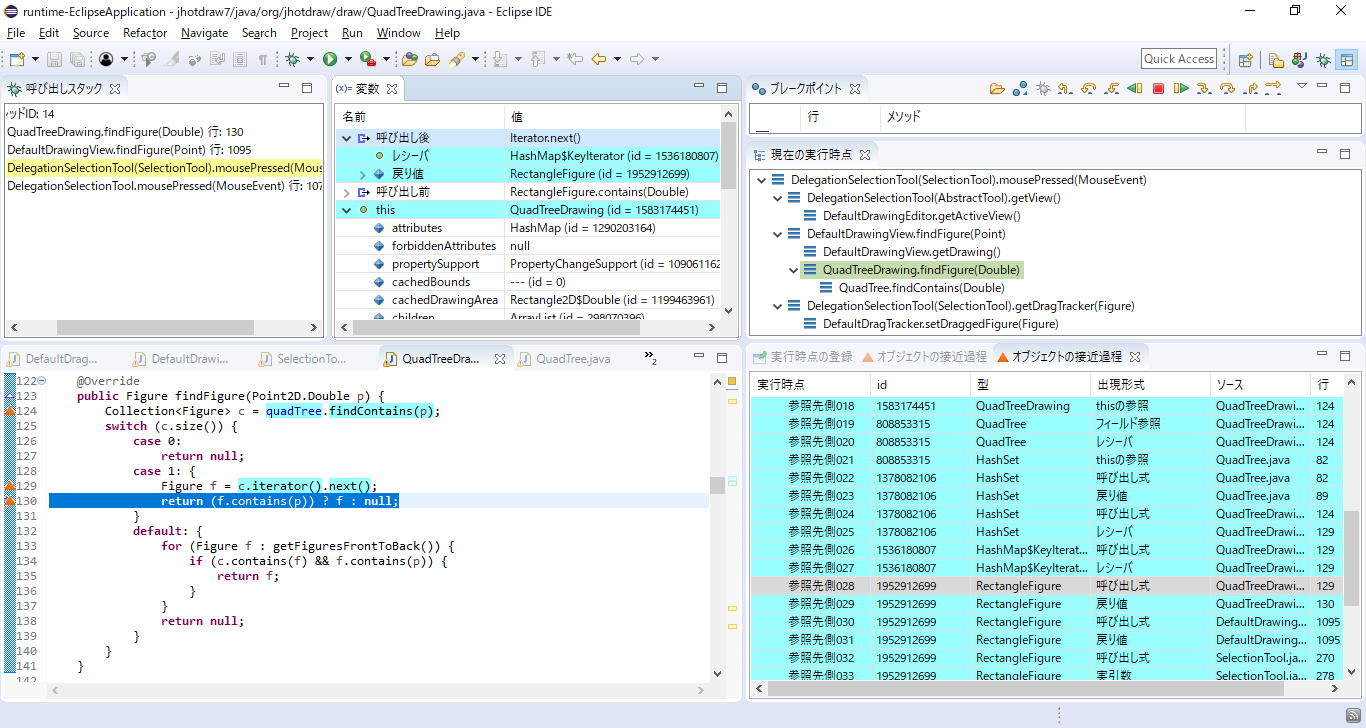 runtime-EclipseApplication - jhotdraw7/java/org/jhotdraw/draw/QuadTreeDrawing.java - Eclipse IDE
File Edit Source Refactor Navigate Search Project Run Window Help
Quick Access
呼び出しスタック
ハッドID: 14
QuadTreeDrawing.findFigure(Double) 行: 130
DefaultDrawingView.findFigure(Point) 行: 1095
DelegationSelectionTool(SelectionTool).mousePressed(Mous
DelegationSelectionTool.mousePressed(MouseEvent) 行: 107
(x)= 変数
名前 値
呼び出し後 Iterator.next()
レシーバ HashMap$KeyIterator (id = 1536180807)
戻り値 RectangleFigure (id = 1952912699)
呼び出し前 RectangleFigure.contains(Double)
this QuadTreeDrawing (id = 1583174451)
attributes HashMap (id = 1290203164)
forbiddenAttributes null
propertySupport PropertyChangeSupport (id = 109061162
cachedBounds --- (id = 0)
cachedDrawingArea Rectangle2D$Double (id = 1199463961)
children ArrayList (id = 298070396)
ブレークポイント
行 メソッド
現在の実行時点
DelegationSelectionTool(SelectionTool).mousePressed(MouseEvent)
DelegationSelectionTool(AbstractTool).getView()
DefaultDrawingEditor.getActiveView()
DefaultDrawingView.findFigure(Point)
DefaultDrawingView.getDrawing()
QuadTreeDrawing.findFigure(Double)
QuadTree.findContains(Double)
DelegationSelectionTool(SelectionTool).getDragTracker(Figure)
DefaultDragTracker.setDraggedFigure(Figure)
DefaultDrag... DefaultDrawi... SelectionTo... QuadTreeDra... QuadTree.java »2
122 @Override
123 public Figure findFigure(Point2D.Double p) {
124 Collection<Figure> c = quadTree.findContains(p);
125 switch (c.size()) {
126 case 0:
127 return null;
128 case 1: {
129 Figure f = c.iterator().next();
130 return (f.contains(p)) ? f : null;
131 }
132 default: {
133 for (Figure f : getFiguresFrontToBack()) {
134 if (c.contains(f) && f.contains(p)) {
135 return f;
136 }
137 }
138 return null;
139 }
140 }
141 }
142
実行時点の登録 オブジェクトの接近過程 オブジェクトの接近過程
実行時点 id 型 出現形式 ソース 行
参照先側018 1583174451 QuadTreeDrawing thisの参照 QuadTreeDrawi... 124
参照先側019 808853315 QuadTree フィールド参照 QuadTreeDrawi... 124
参照先側020 808853315 QuadTree レシーバ QuadTreeDrawi... 124
参照先側021 808853315 HashSet thisの参照 QuadTree.java 82
参照先側022 1378082106 HashSet 呼び出し式 QuadTree.java 82
参照先側023 1378082106 HashSet 戻り値 QuadTree.java 89
参照先側024 1378082106 HashSet 呼び出し式 QuadTreeDrawi... 124
参照先側025 1378082106 HashSet レシーバ QuadTreeDrawi... 129
参照先側026 1536180807 HashMap$KeyIterat... 呼び出し式 QuadTreeDrawi... 129
参照先側027 1536180807 HashMap$KeyIterat... レシーバ QuadTreeDrawi... 129
参照先側028 1952912699 RectangleFigure 呼び出し式 QuadTreeDrawi... 129
参照先側029 1952912699 RectangleFigure 戻り値 QuadTreeDrawi... 130
参照先側030 1952912699 RectangleFigure 呼び出し式 DefaultDrawing... 1095
参照先側031 1952912699 RectangleFigure 戻り値 DefaultDrawing... 1095
参照先側032 1952912699 RectangleFigure 呼び出し式 SelectionTool.ja... 270
参照先側033 1952912699 RectangleFigure 実引数 SelectionTool.ja... 278